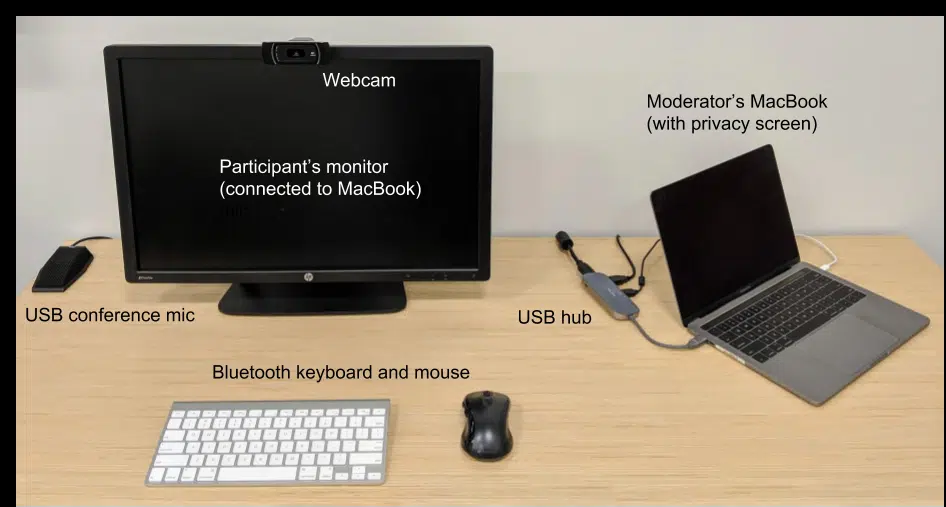 Webcam
Moderator's MacBook
(with privacy screen)
Participant's monitor
(connected to MacBook)
hp
USB conference mic
USB hub
Bluetooth keyboard and mouse